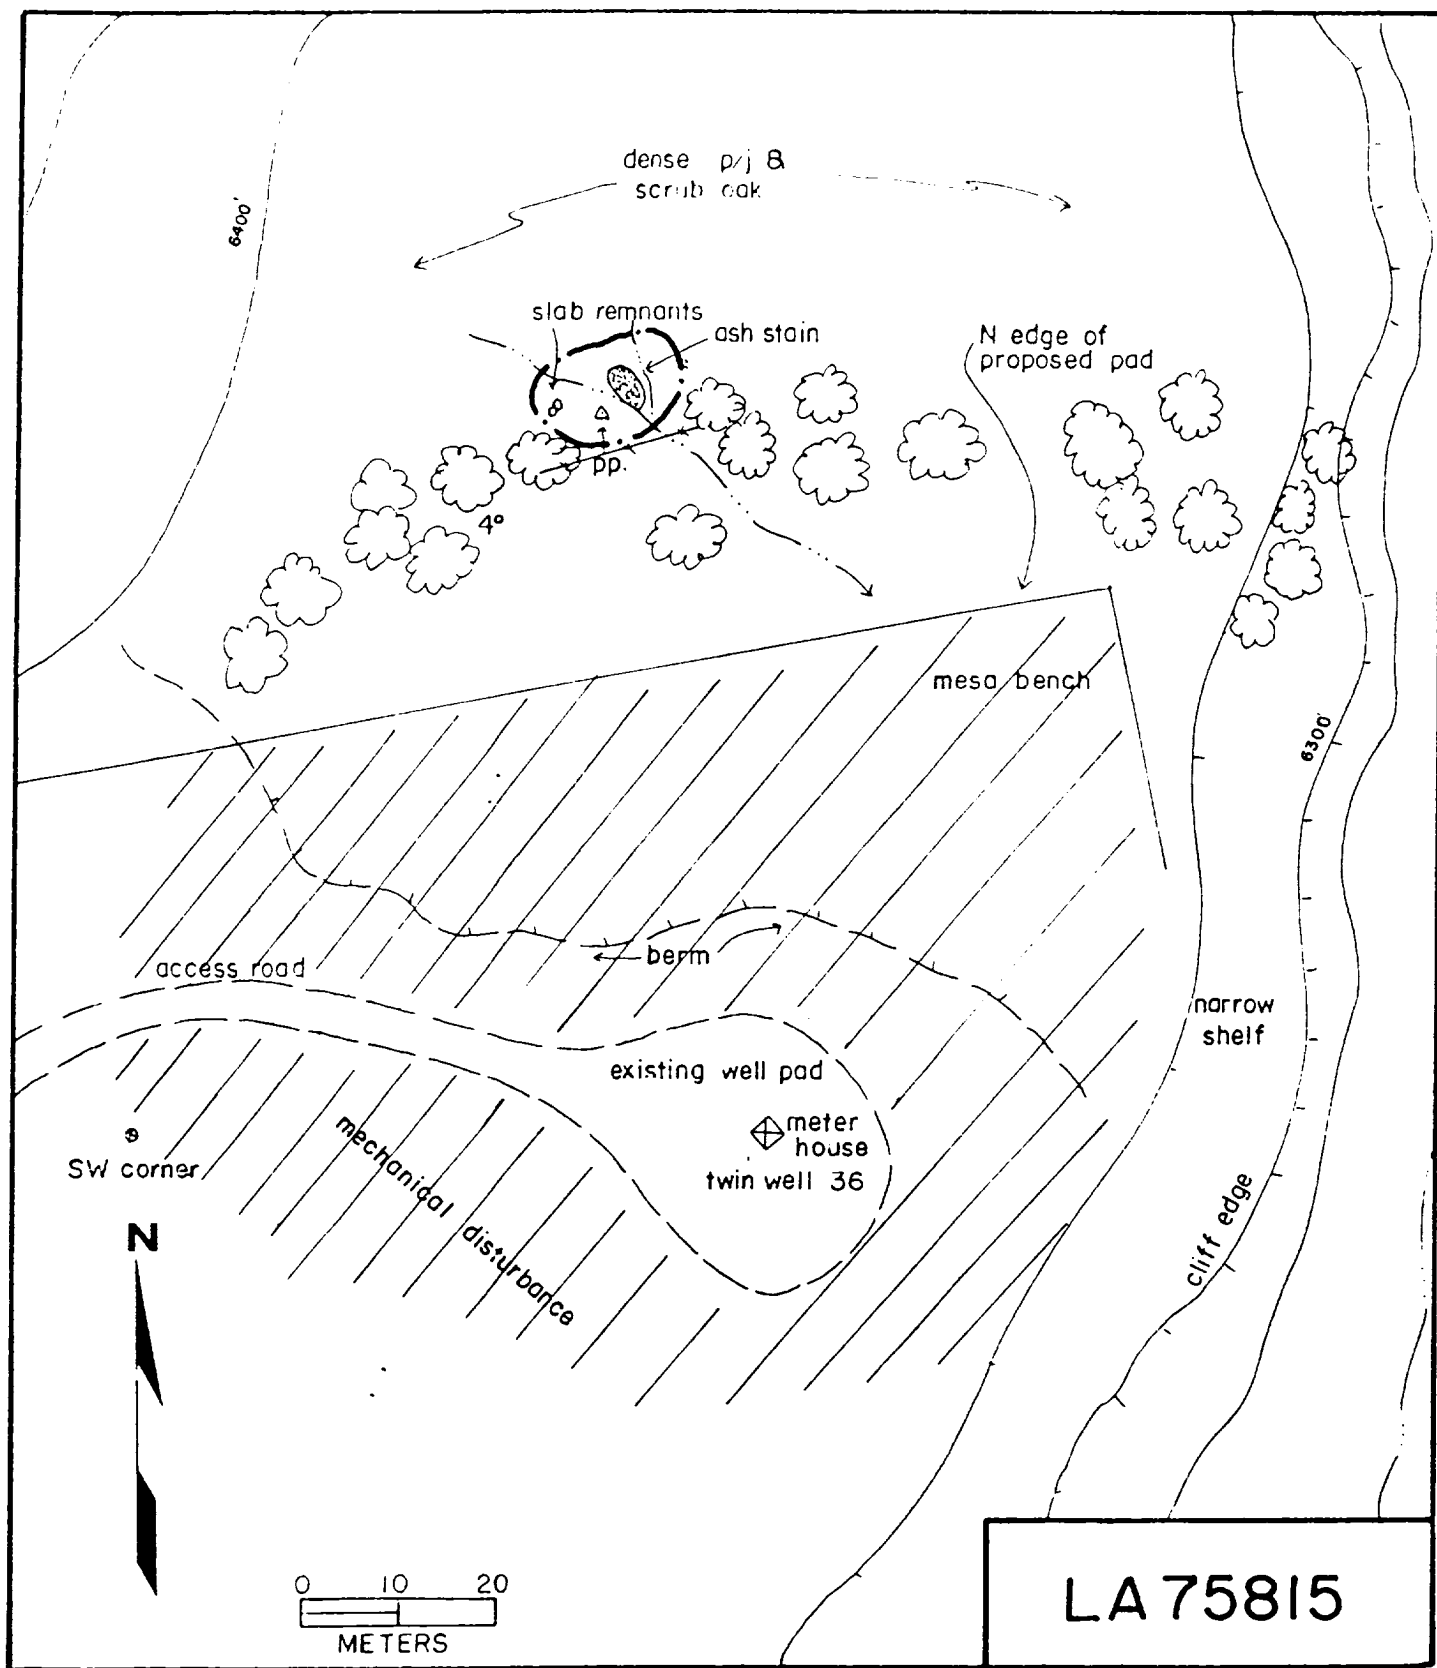 dense p/j &
scrub oak
6400'
slab remnants
ash stain
N edge of
proposed pad
pp.
4°
mesa bench
6300'
berm
access road
narrow
shelf
existing well pad
meter
house
twin well 36
SW corner
mechanical disturbance
cliff edge
N
0 10 20
METERS
LA 75815